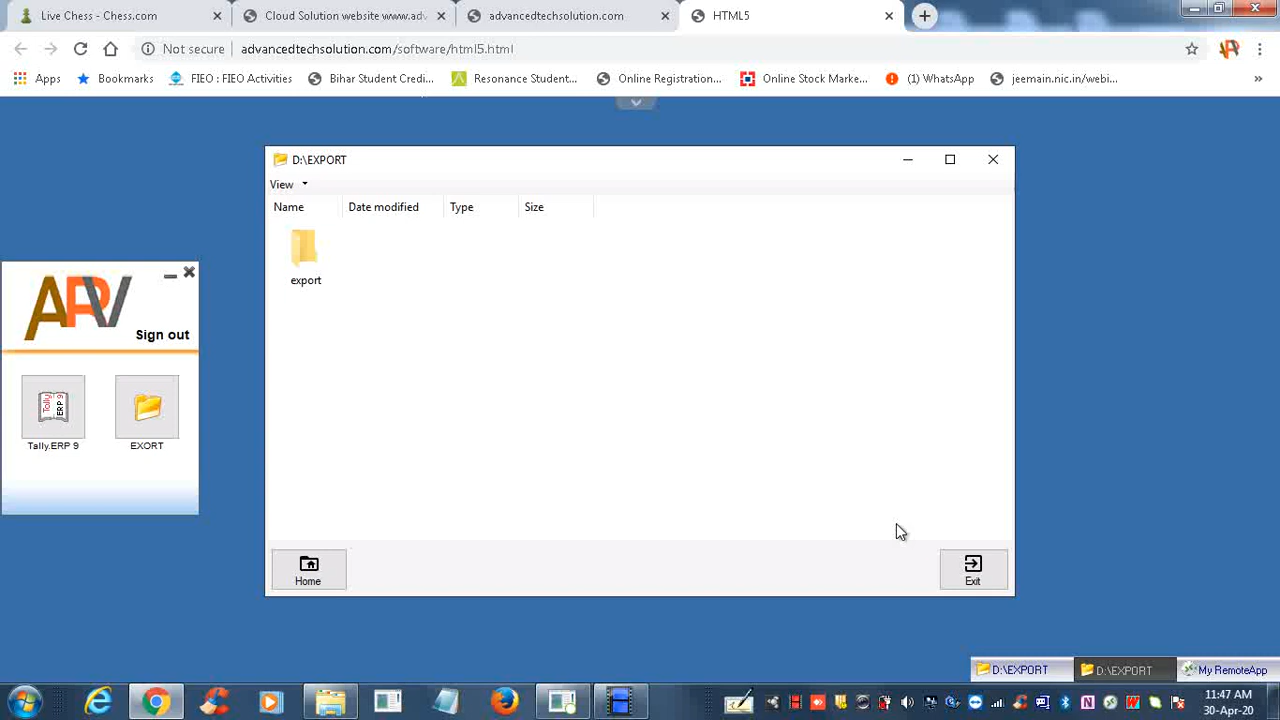 Live Chess - Chess.com
Cloud Solution website www.adv
advancedtechsolution.com
HTML5
Not secure
advancedtechsolution.com/software/html5.html
Apps
Bookmarks
FIEO : FIEO Activities
Bihar Student Credi...
Resonance Student...
Online Registration...
Online Stock Marke...
(1) WhatsApp
jeemain.nic.in/webi...
»
D:\EXPORT
View
Name
Date modified
Type
Size
export
ARV
Sign out
Tally.ERP 9
EXORT
Home
Exit
D:\EXPORT
D:\EXPORT
My RemoteApp
11:47 AM
30-Apr-20